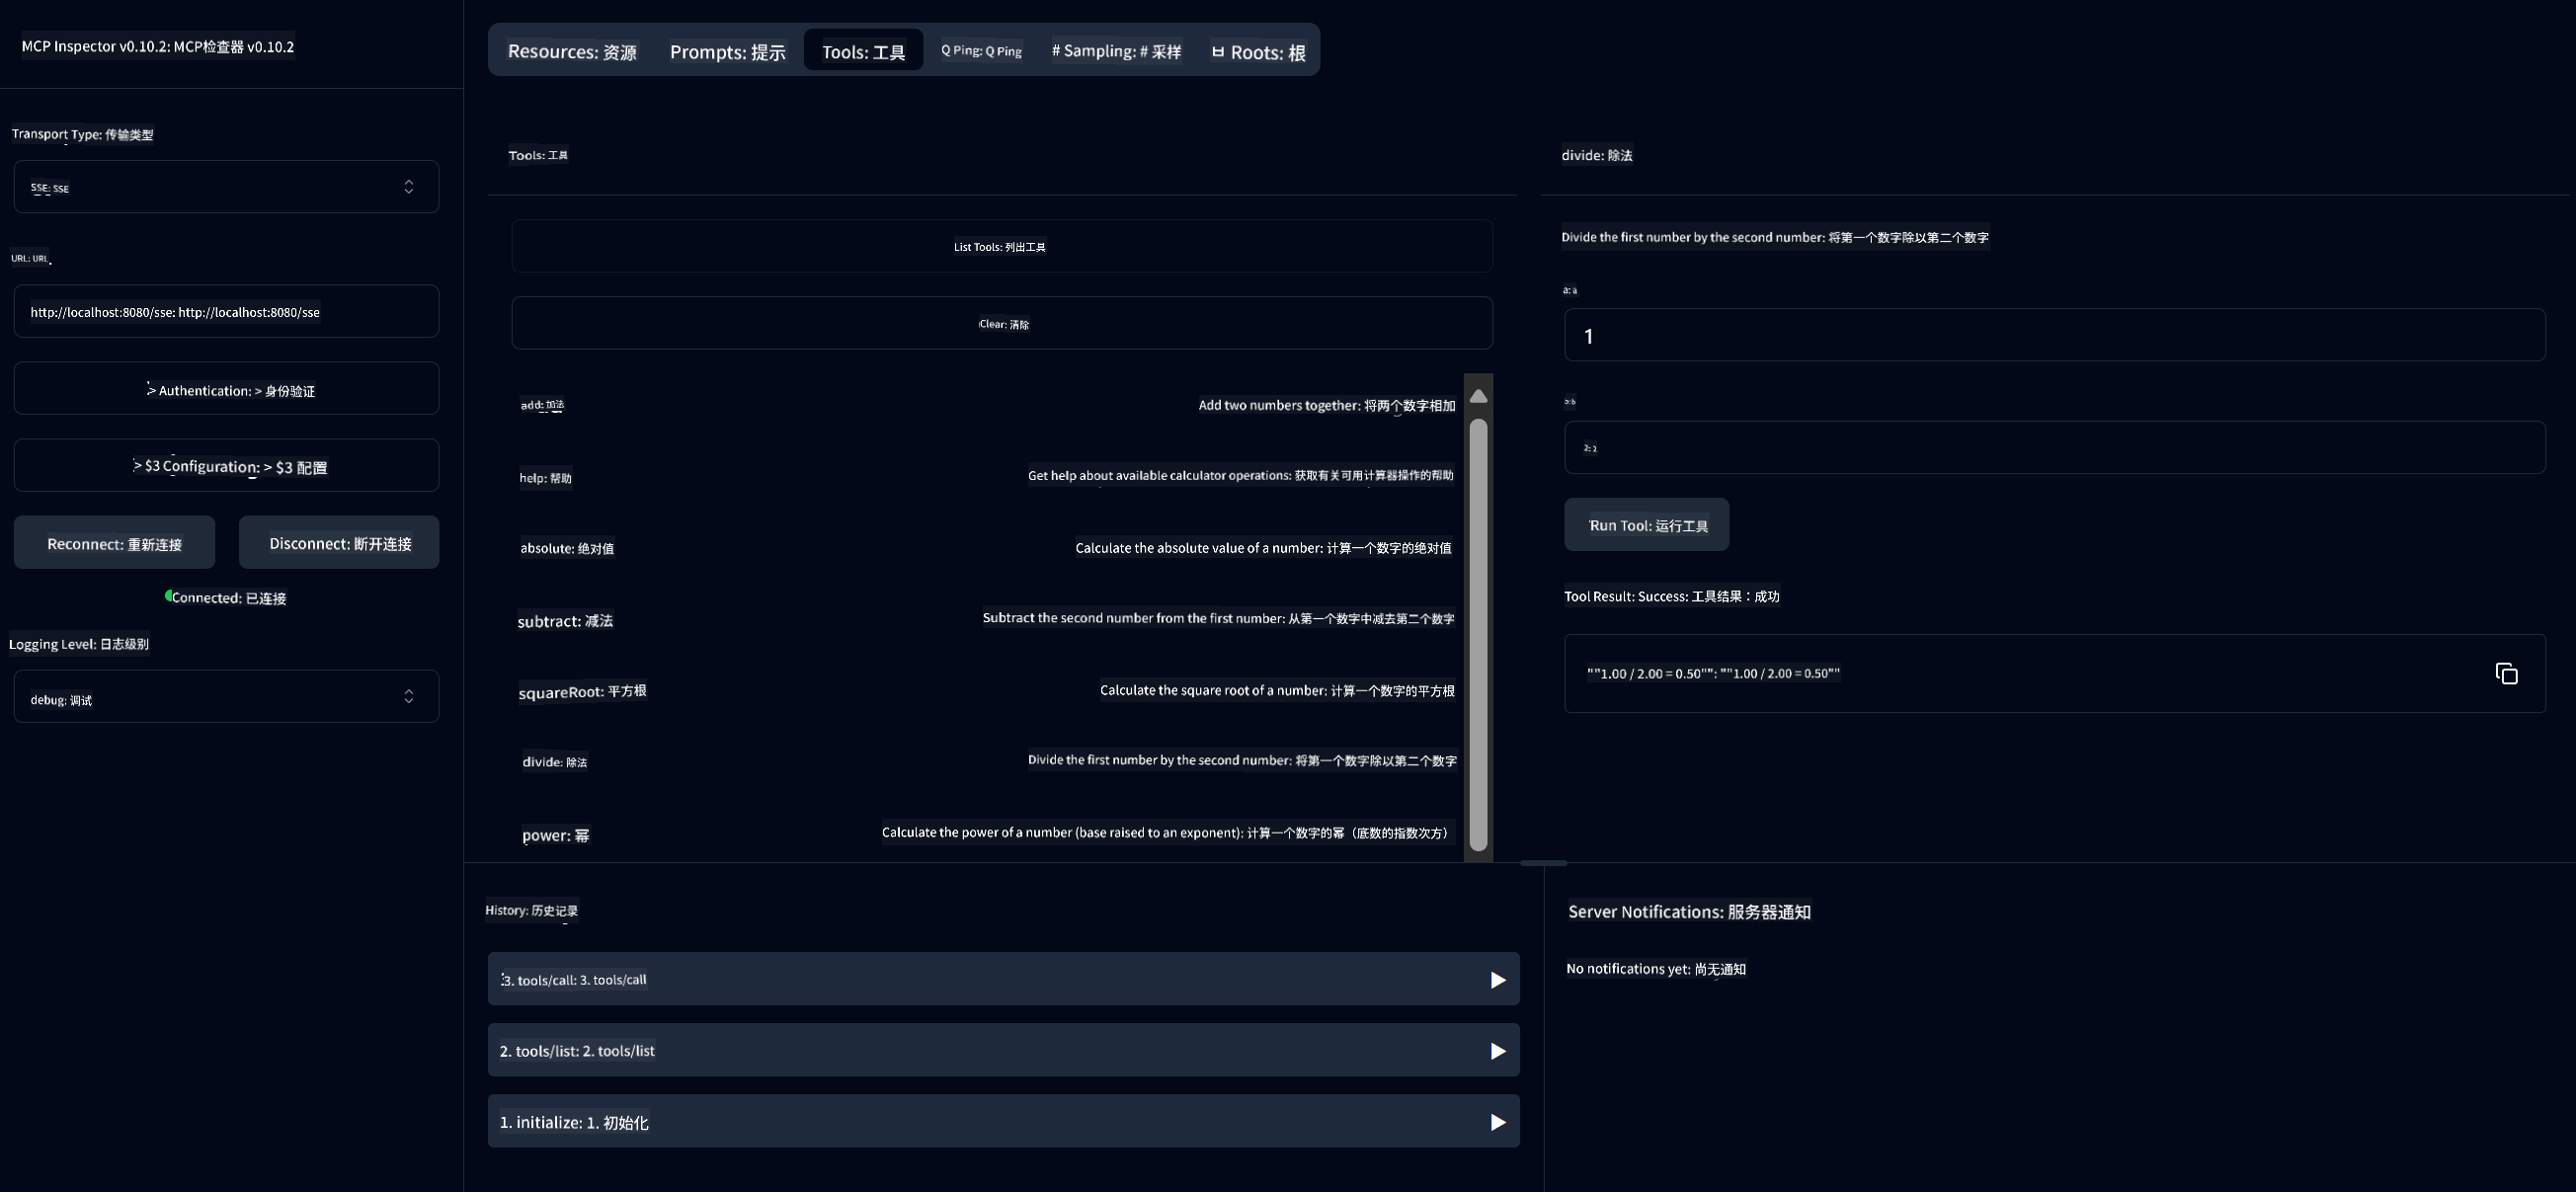 MCP Inspector v0.10.2: MCP检查器 v0.10.2
Transport Type: 传输类型
SSE: SSE
URL: URL
http://localhost:8080/sse: http://localhost:8080/sse
> Authentication: > 身份验证
> $3 Configuration: > $3 配置
Reconnect: 重新连接
Disconnect: 断开连接
Connected: 已连接
Logging Level: 日志级别
debug: 调试
Resources: 资源
Prompts: 提示
Tools: 工具
Q Ping: Q Ping
# Sampling: # 采样
ㅂ Roots: 根
Tools: 工具
List Tools: 列出工具
Clear: 清除
add: 加法
Add two numbers together: 将两个数字相加
help: 帮助
Get help about available calculator operations: 获取有关可用计算器操作的帮助
absolute: 绝对值
Calculate the absolute value of a number: 计算一个数字的绝对值
subtract: 减法
Subtract the second number from the first number: 从第一个数字中减去第二个数字
squareRoot: 平方根
Calculate the square root of a number: 计算一个数字的平方根
divide: 除法
Divide the first number by the second number: 将第一个数字除以第二个数字
power: 幂
Calculate the power of a number (base raised to an exponent): 计算一个数字的幂（底数的指数次方）
divide: 除法
Divide the first number by the second number: 将第一个数字除以第二个数字
a: a
1
b: b
2: 2
Run Tool: 运行工具
Tool Result: Success: 工具结果：成功
""1.00 / 2.00 = 0.50"": ""1.00 / 2.00 = 0.50""
History: 历史记录
3. tools/call: 3. tools/call
2. tools/list: 2. tools/list
1. initialize: 1. 初始化
Server Notifications: 服务器通知
No notifications yet: 尚无通知